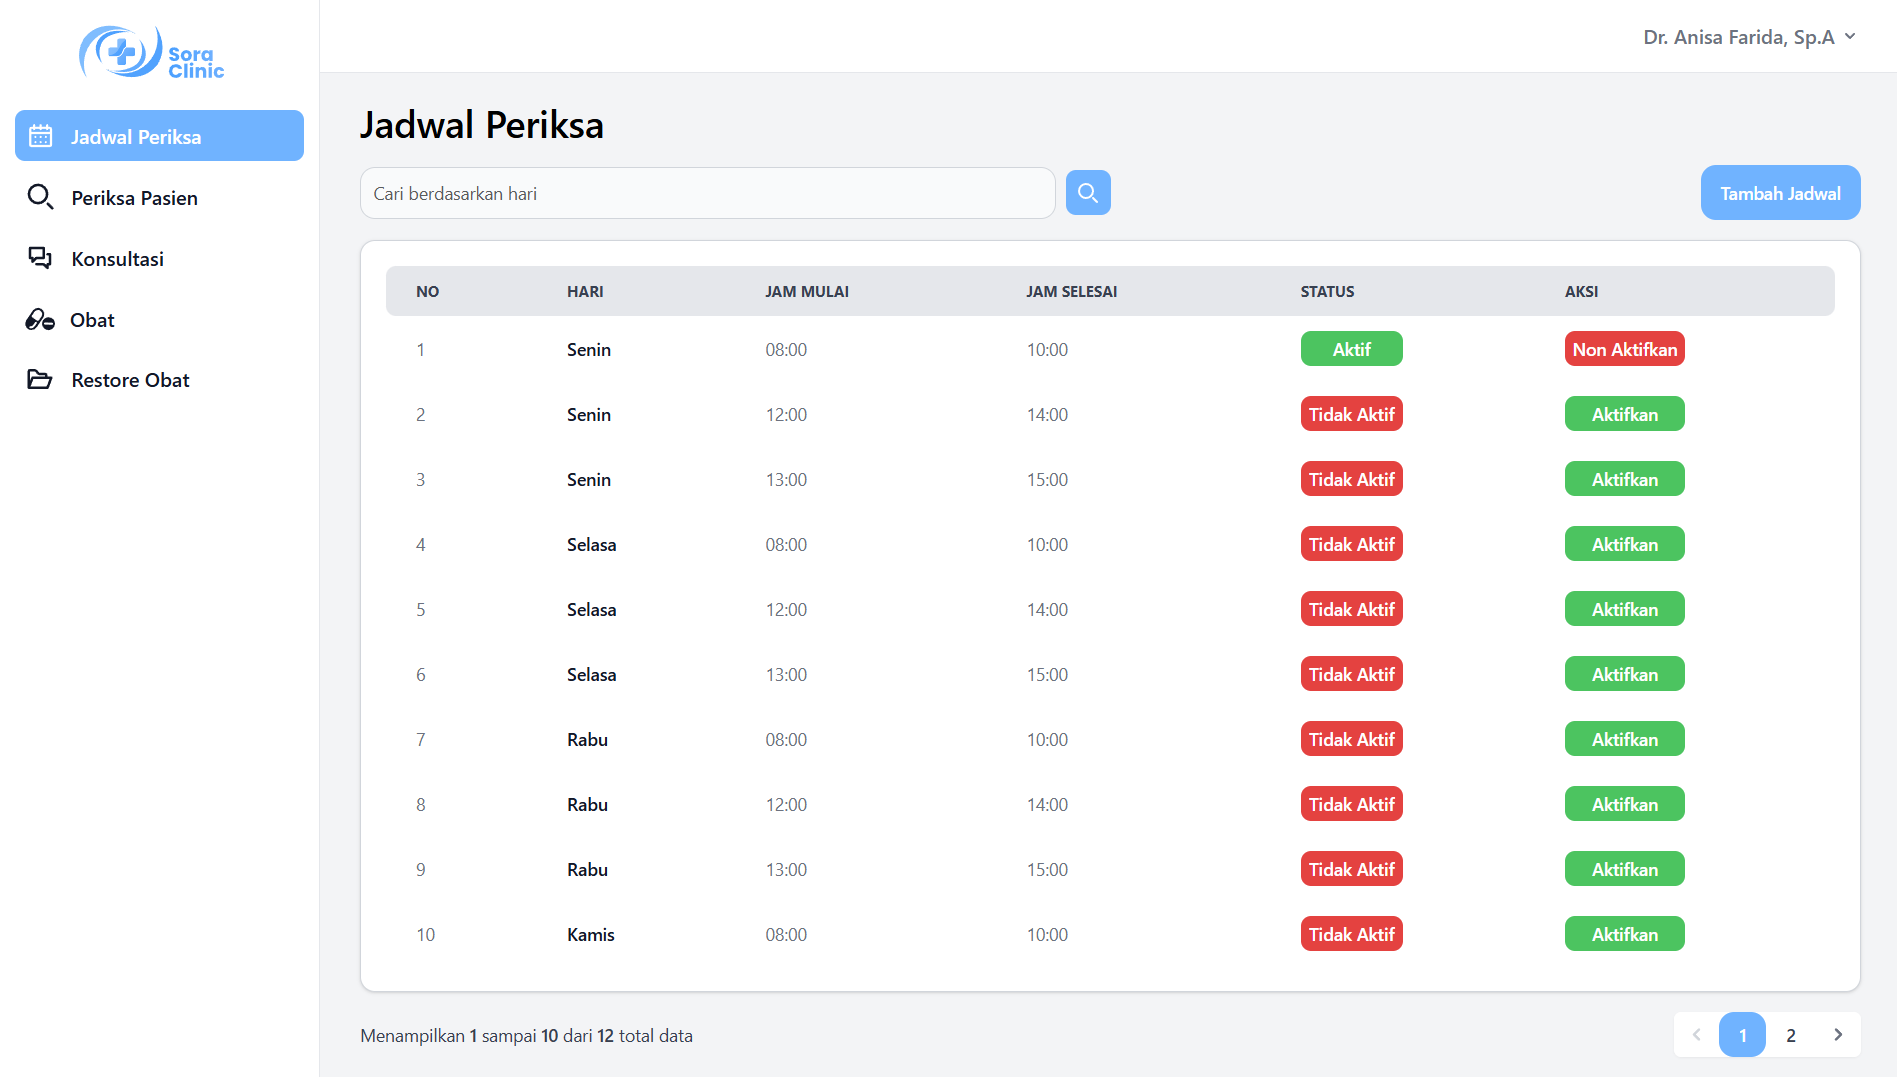 Sora
Clinic
Dr. Anisa Farida, Sp.A
Jadwal Periksa
Periksa Pasien
Konsultasi
Obat
Restore Obat
Jadwal Periksa
Cari berdasarkan hari
Tambah Jadwal
NO HARI JAM MULAI JAM SELESAI STATUS AKSI
1 Senin 08:00 10:00 Aktif Non Aktifkan
2 Senin 12:00 14:00 Tidak Aktif Aktifkan
3 Senin 13:00 15:00 Tidak Aktif Aktifkan
4 Selasa 08:00 10:00 Tidak Aktif Aktifkan
5 Selasa 12:00 14:00 Tidak Aktif Aktifkan
6 Selasa 13:00 15:00 Tidak Aktif Aktifkan
7 Rabu 08:00 10:00 Tidak Aktif Aktifkan
8 Rabu 12:00 14:00 Tidak Aktif Aktifkan
9 Rabu 13:00 15:00 Tidak Aktif Aktifkan
10 Kamis 08:00 10:00 Tidak Aktif Aktifkan
Menampilkan 1 sampai 10 dari 12 total data
1 2